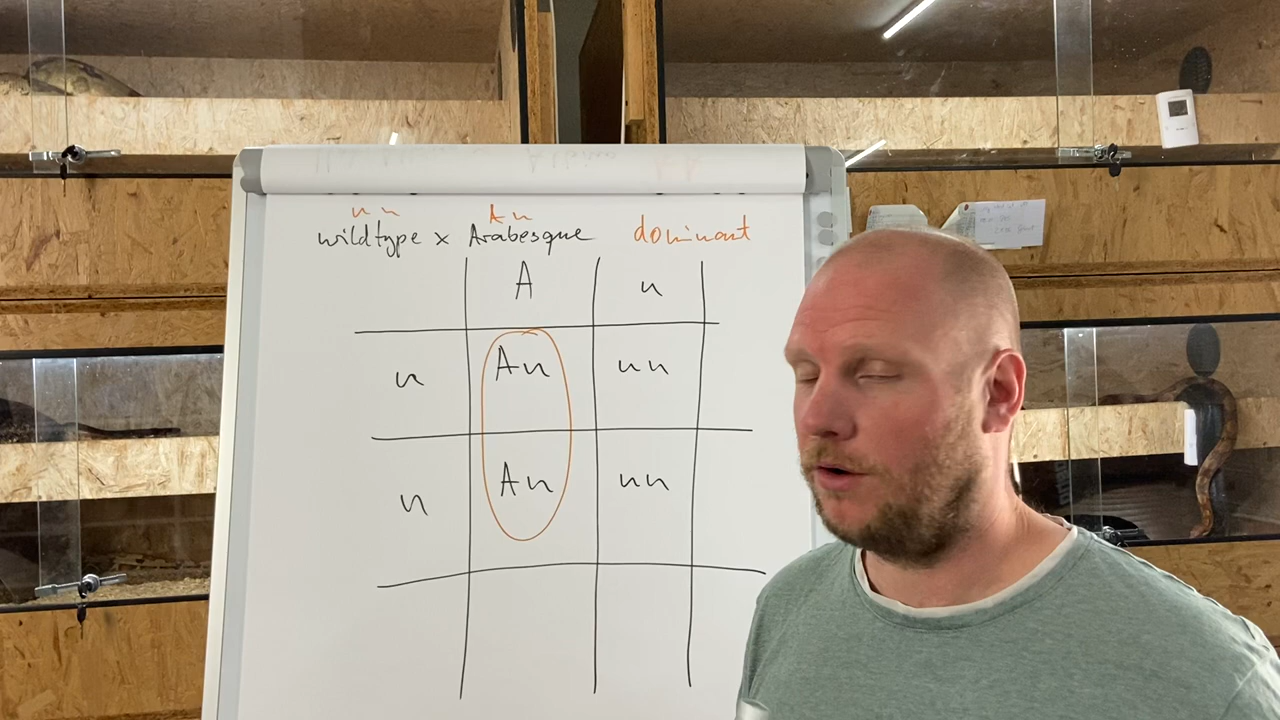 nn An
wildtype x Arabesque dominant
A n
n An nn
n An nn